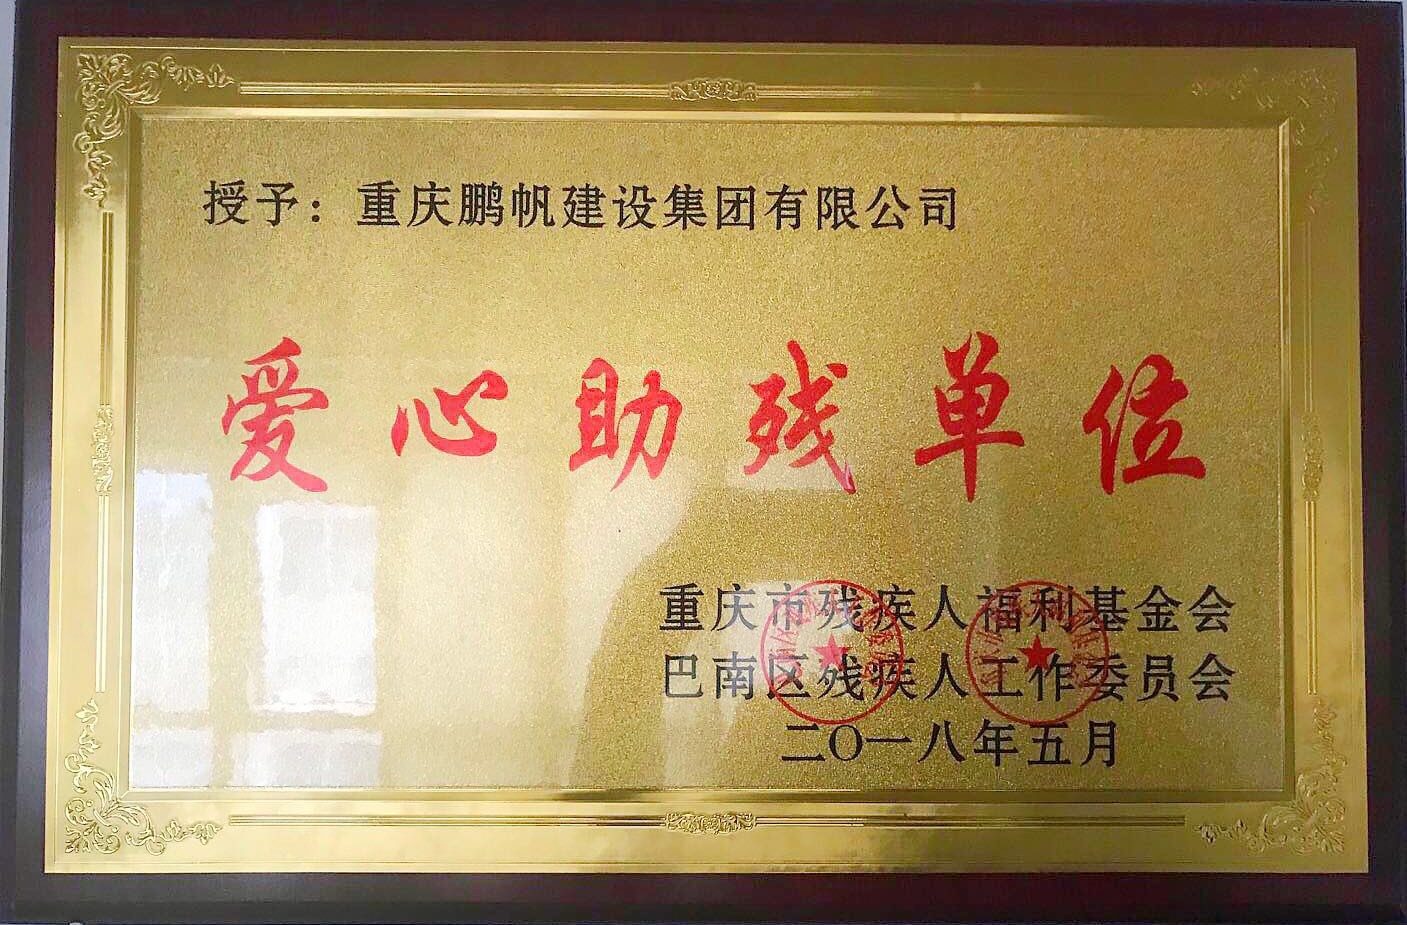 授予：重庆鹏帆建设集团有限公司
爱心助残单位
重庆市残疾人福利基金会
巴南区残疾人工作委员会
二O一八年五月